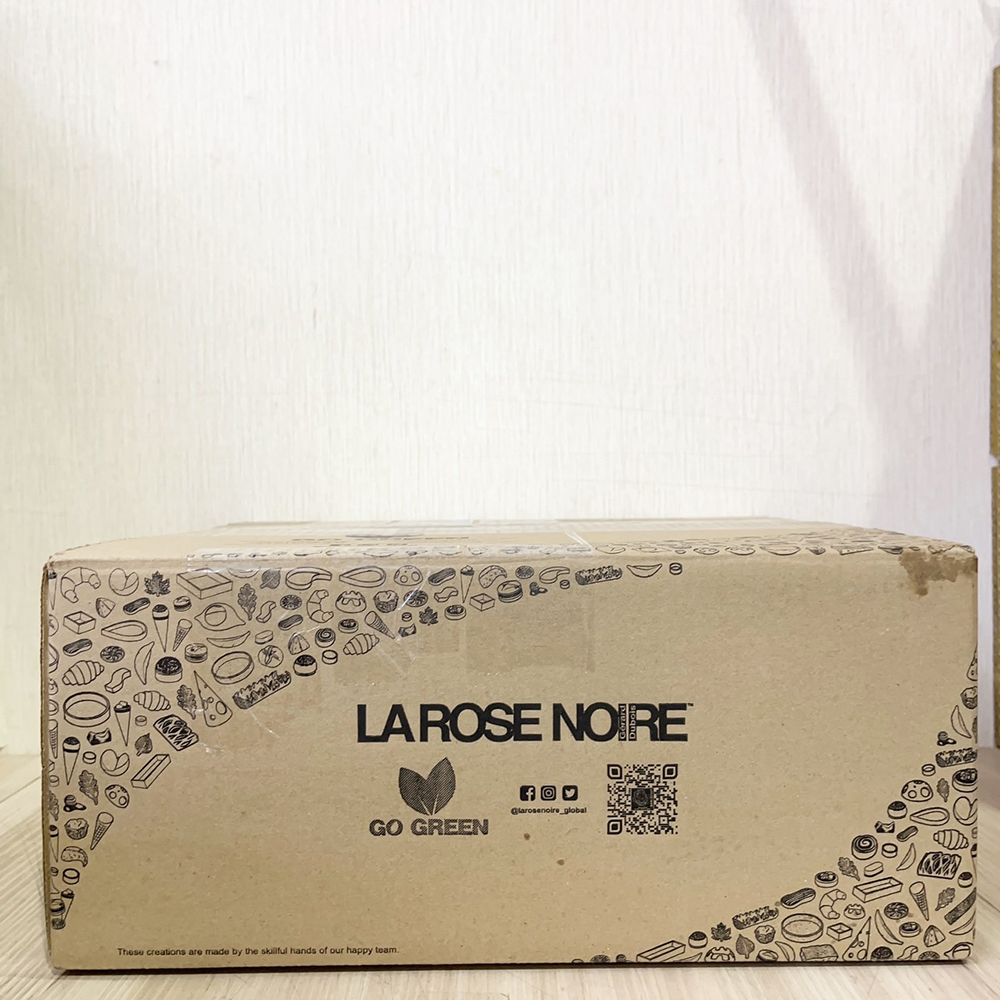 LA ROSE NOIRE™
Gérard
Dubois
GO GREEN
@larosenoire_global
These creations are made by the skillful hands of our happy team.